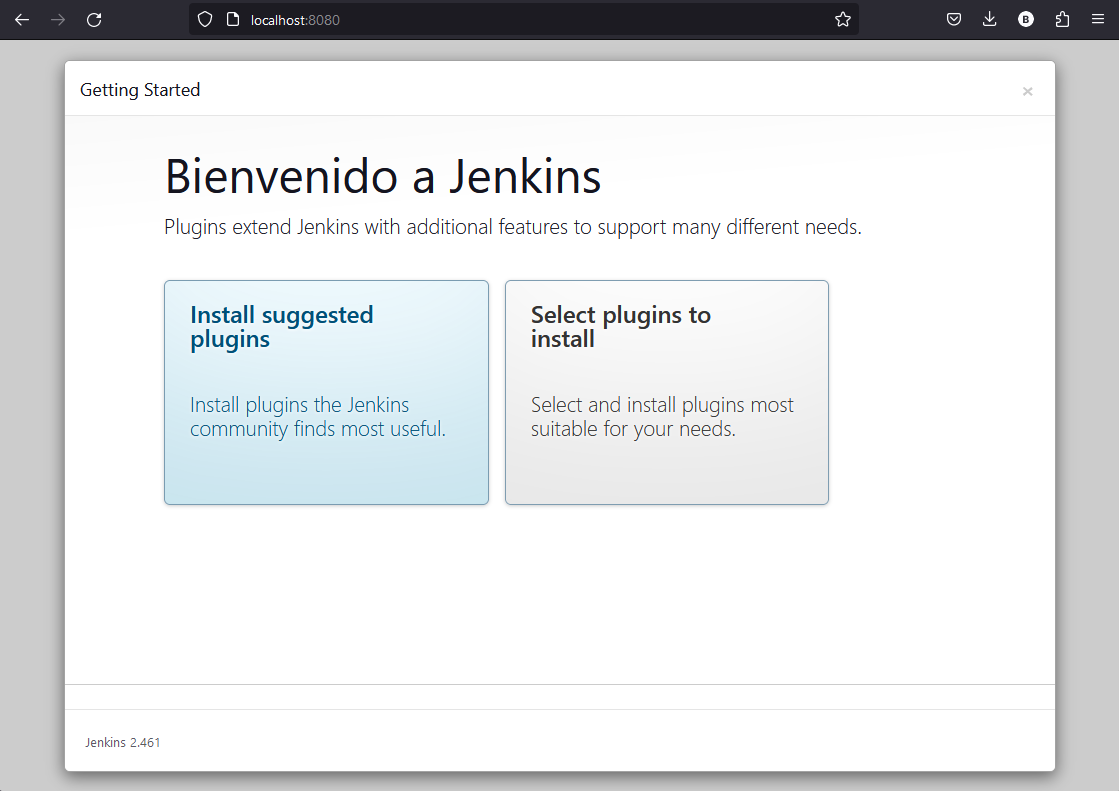 localhost:8080
B
Getting Started
×
Bienvenido a Jenkins
Plugins extend Jenkins with additional features to support many different needs.
Install suggested
plugins
Install plugins the Jenkins
community finds most useful.
Select plugins to
install
Select and install plugins most
suitable for your needs.
Jenkins 2.461